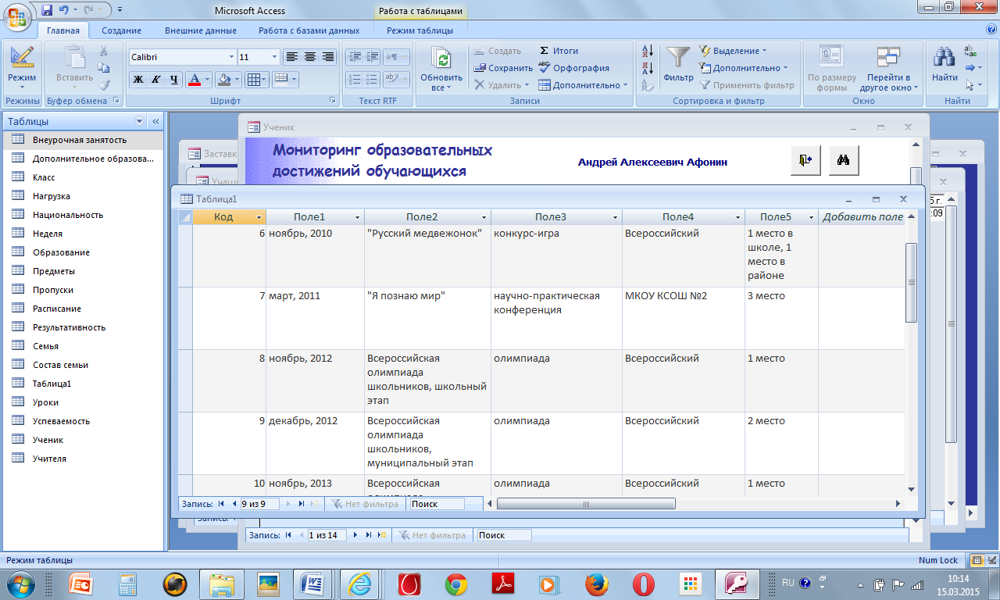 Microsoft Access
Работа с таблицами
Главная Создание Внешние данные Работа с базами данных Режим таблицы
Режим
Режимы
Вставить
Буфер обмена
Calibri 11
Ж К Ч А
Шрифт
Текст RTF
Обновить все
Создать
Сохранить
Удалить
Итоги
Орфография
Дополнительно
Записи
Фильтр
Выделение
Дополнительно
Применить фильтр
Сортировка и фильтр
По размеру формы
Перейти в другое окно
Окно
Найти
Найти
Таблицы
Внеурочная занятость
Дополнительное образова...
Класс
Нагрузка
Национальность
Неделя
Образование
Предметы
Пропуски
Расписание
Результативность
Семья
Состав семьи
Таблица1
Уроки
Успеваемость
Ученик
Учителя
Ученик
Мониторинг образовательных
достижений обучающихся
Андрей Алексеевич Афонин
Таблица1
Код Поле1 Поле2 Поле3 Поле4 Поле5 Добавить поле
6 ноябрь, 2010 "Русский медвежонок" конкурс-игра Всероссийский 1 место в
школе, 1
место в
районе
7 март, 2011 "Я познаю мир" научно-практическая МКОУ КСОШ №2 3 место
конференция
8 ноябрь, 2012 Всероссийская олимпиада Всероссийский 1 место
олимпиада
школьников, школьный
этап
9 декабрь, 2012 Всероссийская олимпиада Всероссийский 2 место
олимпиада
школьников,
муниципальный этап
10 ноябрь, 2013 Всероссийская олимпиада Всероссийский 1 место
Запись: 9 из 9 Нет фильтра Поиск
Запись: 1 из 14 Нет фильтра Поиск
Режим таблицы
Num Lock
RU
10:14
15.03.2015